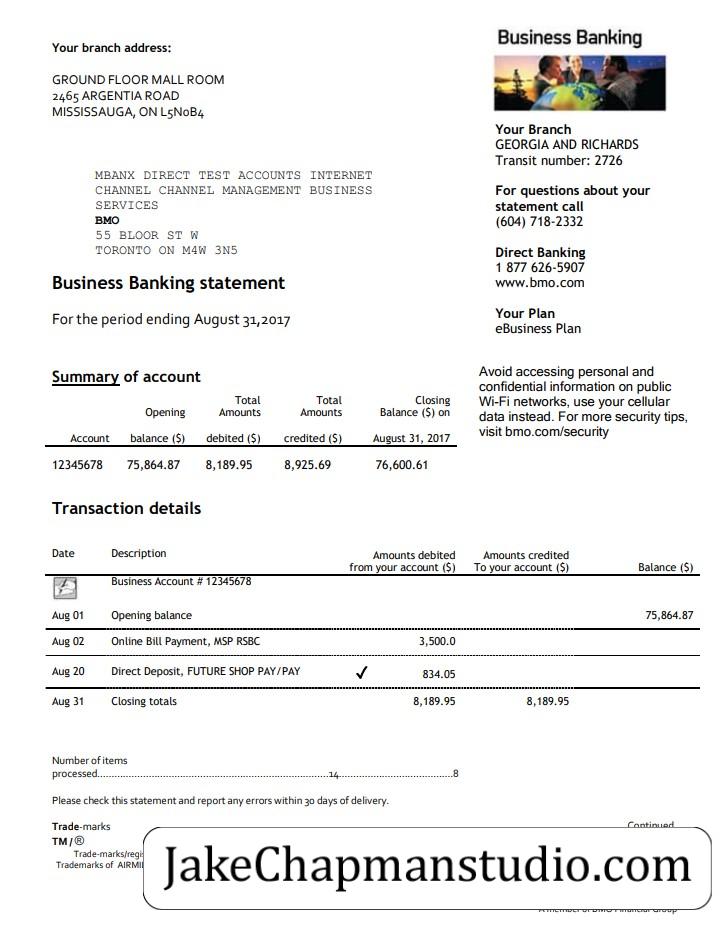 Business Banking
Your branch address:
GROUND FLOOR MALL ROOM
2465 ARGENTIA ROAD
MISSISSAUGA, ON L5N0B4
Your Branch
GEORGIA AND RICHARDS
Transit number: 2726
MBANX DIRECT TEST ACCOUNTS INTERNET
CHANNEL CHANNEL MANAGEMENT BUSINESS
SERVICES
BMO
55 BLOOR ST W
TORONTO ON M4W 3N5
For questions about your
statement call
(604) 718-2332
Direct Banking
1 877 626-5907
www.bmo.com
Your Plan
eBusiness Plan
Business Banking statement
For the period ending August 31,2017
Avoid accessing personal and
confidential information on public
Wi-Fi networks, use your cellular
data instead. For more security tips,
visit bmo.com/security
Summary of account
Total Total Closing
Opening Amounts Amounts Balance ($) on
Account balance ($) debited ($) credited ($) August 31, 2017
12345678 75,864.87 8,189.95 8,925.69 76,600.61
Transaction details
Date Description Amounts debited Amounts credited
from your account ($) To your account ($) Balance ($)
Business Account # 12345678
Aug 01 Opening balance 75,864.87
Aug 02 Online Bill Payment, MSP RSBC 3,500.0
Aug 20 Direct Deposit, FUTURE SHOP PAY/PAY ✓ 834.05
Aug 31 Closing totals 8,189.95 8,189.95
Number of items
processed..........................................................................14....................................8
Please check this statement and report any errors within 30 days of delivery.
Trade-marks Continued
TM/®
Trade-marks/regis
Trademarks of AIRMIL
JakeChapmanstudio.com
A member of BMO Financial Group